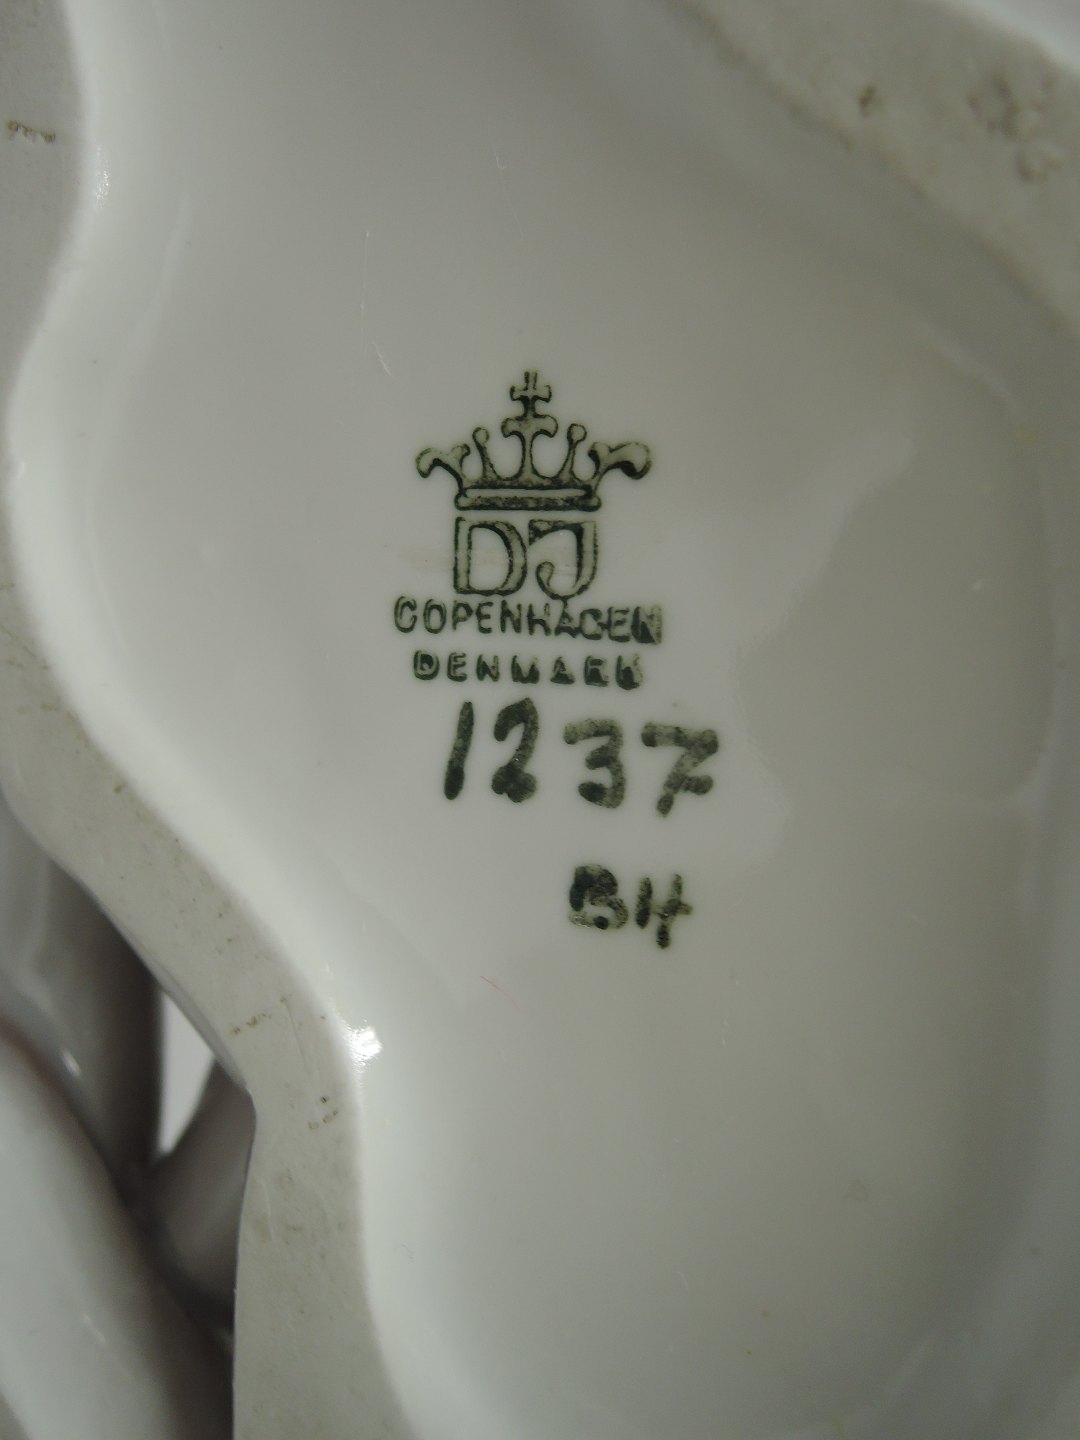 DJ
COPENHAGEN
DENMARK
1237
BH